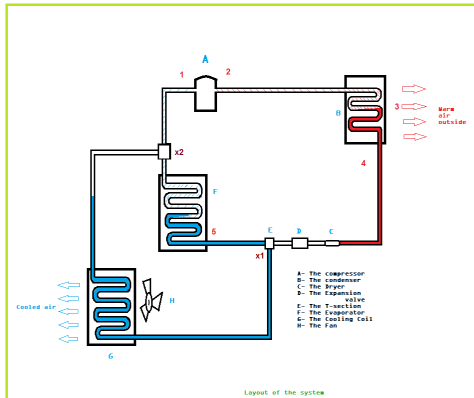 A
1
2
B
3
Warm
air
outside
x2
4
F
5
E
D
C
x1
A- The compressor
B- The condenser
C- The Dryer
D- The Expansion
valve
E- The T-section
F- The Evaporator
G- The Cooling Coil
H- The Fan
H
Cooled air
G
Layout of the system